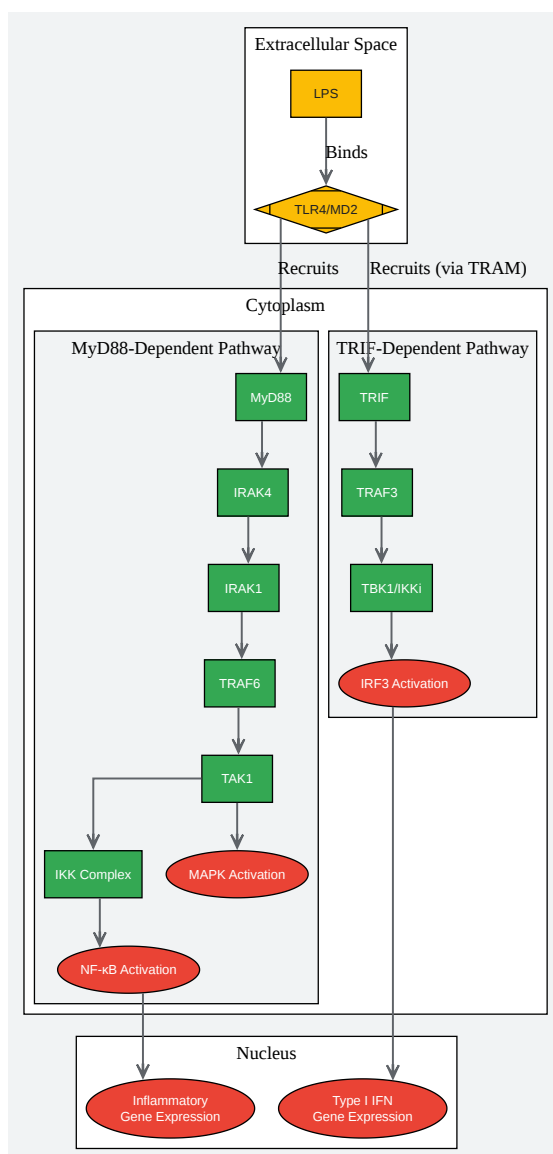 Extracellular Space
LPS
Binds
TLR4/MD2
Recruits
Recruits (via TRAM)
Cytoplasm
MyD88-Dependent Pathway
TRIF-Dependent Pathway
MyD88
TRIF
IRAK4
TRAF3
IRAK1
TBK1/IKKi
TRAF6
IRF3 Activation
TAK1
IKK Complex
MAPK Activation
NF-κB Activation
Nucleus
Inflammatory
Gene Expression
Type I IFN
Gene Expression